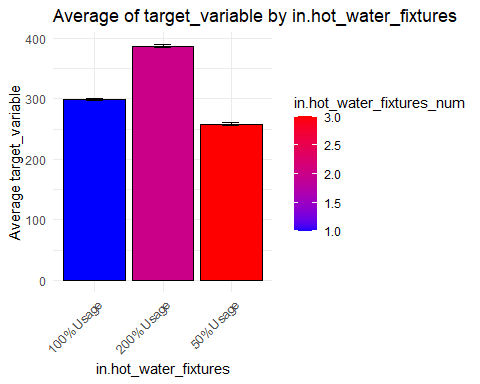 Average of target_variable by in.hot_water_fixtures
400
300
200
100
0
Average target_variable
100% Usage
200% Usage
50% Usage
in.hot_water_fixtures
in.hot_water_fixtures_num
3.0
2.5
2.0
1.5
1.0